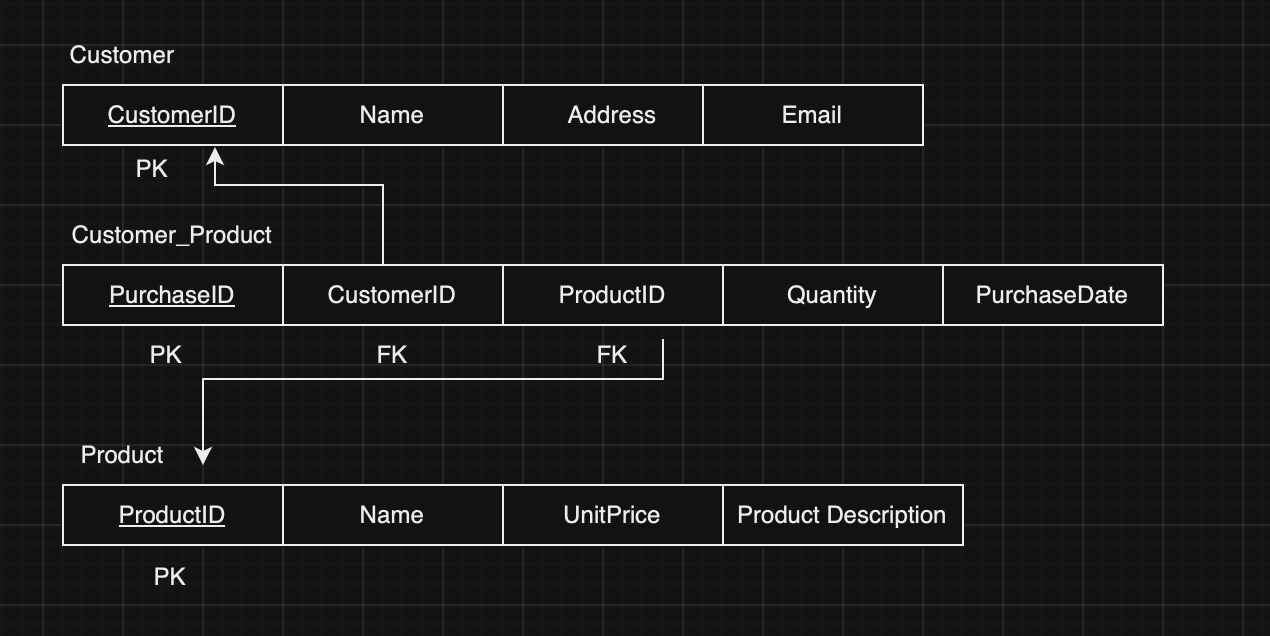 Customer
CustomerID Name Address Email
PK
Customer_Product
PurchaseID CustomerID ProductID Quantity PurchaseDate
PK FK FK
Product
ProductID Name UnitPrice Product Description
PK